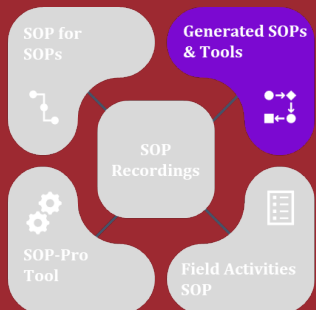 SOP for
SOPs
Generated SOPs
& Tools
SOP
Recordings
SOP-Pro
Tool
Field Activities
SOP